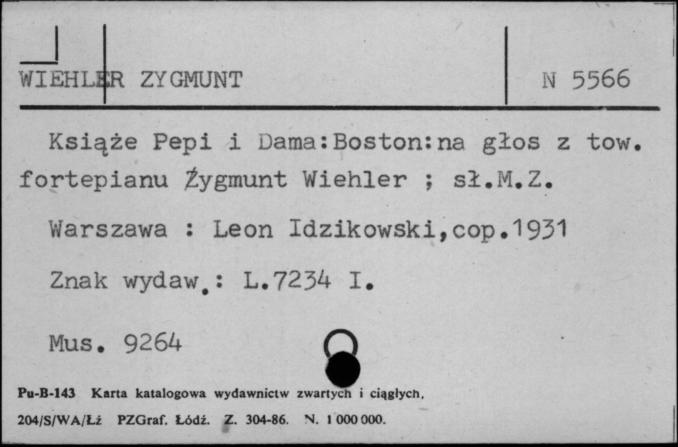 WIEHLER ZYGMUNT N 5566
Książe Pepi i Dama:Boston:na głos z tow.
fortepianu Źygmunt Wiehler ; sł.M.Z.
Warszawa : Leon Idzikowski,cop.1931
Znak wydaw.: L.7234 I.
Mus. 9264
Pu-B-143 Karta katalogowa wydawnictw zwartych i ciągłych.
204/S/WA/Łż PZGraf. Łódź. Z. 304-86. N. 1 000 000.